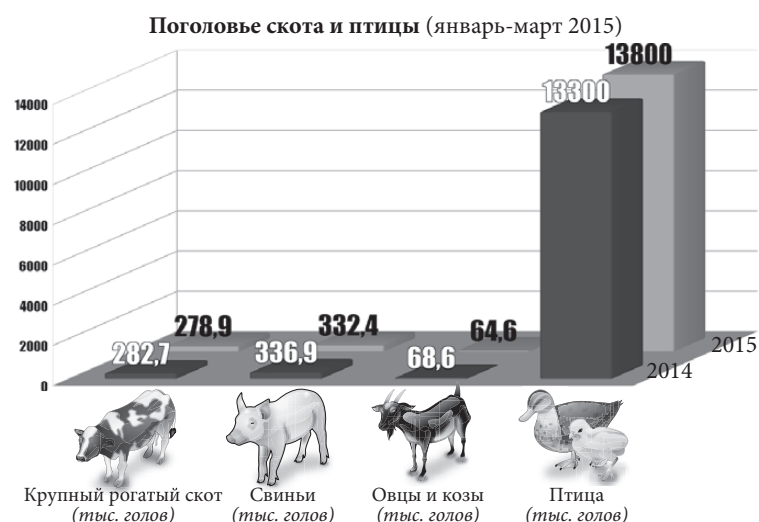 Поголовье скота и птицы (январь-март 2015)
14000
12000
10000
8000
6000
4000
2000
0
13800
13300
278,9
332,4
64,6
282,7
336,9
68,6
2015
2014
Крупный рогатый скот
(тыс. голов)
Свиньи
(тыс. голов)
Овцы и козы
(тыс. голов)
Птица
(тыс. голов)